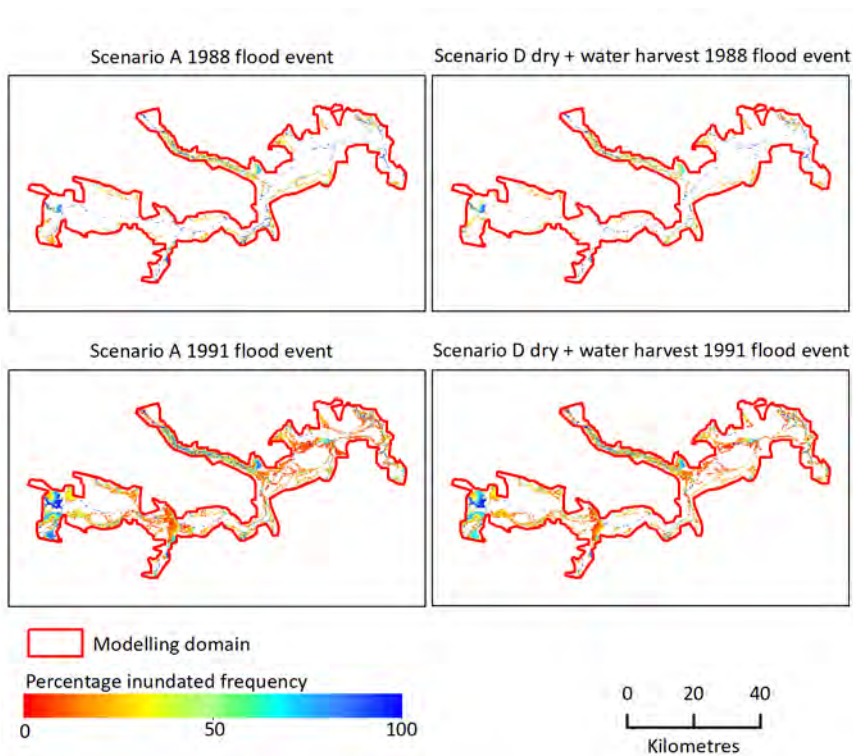 Scenario A 1988 flood event
Scenario D dry + water harvest 1988 flood event
Scenario A 1991 flood event
Scenario D dry + water harvest 1991 flood event
Modelling domain
Percentage inundated frequency
0 50 100
0 20 40
Kilometres